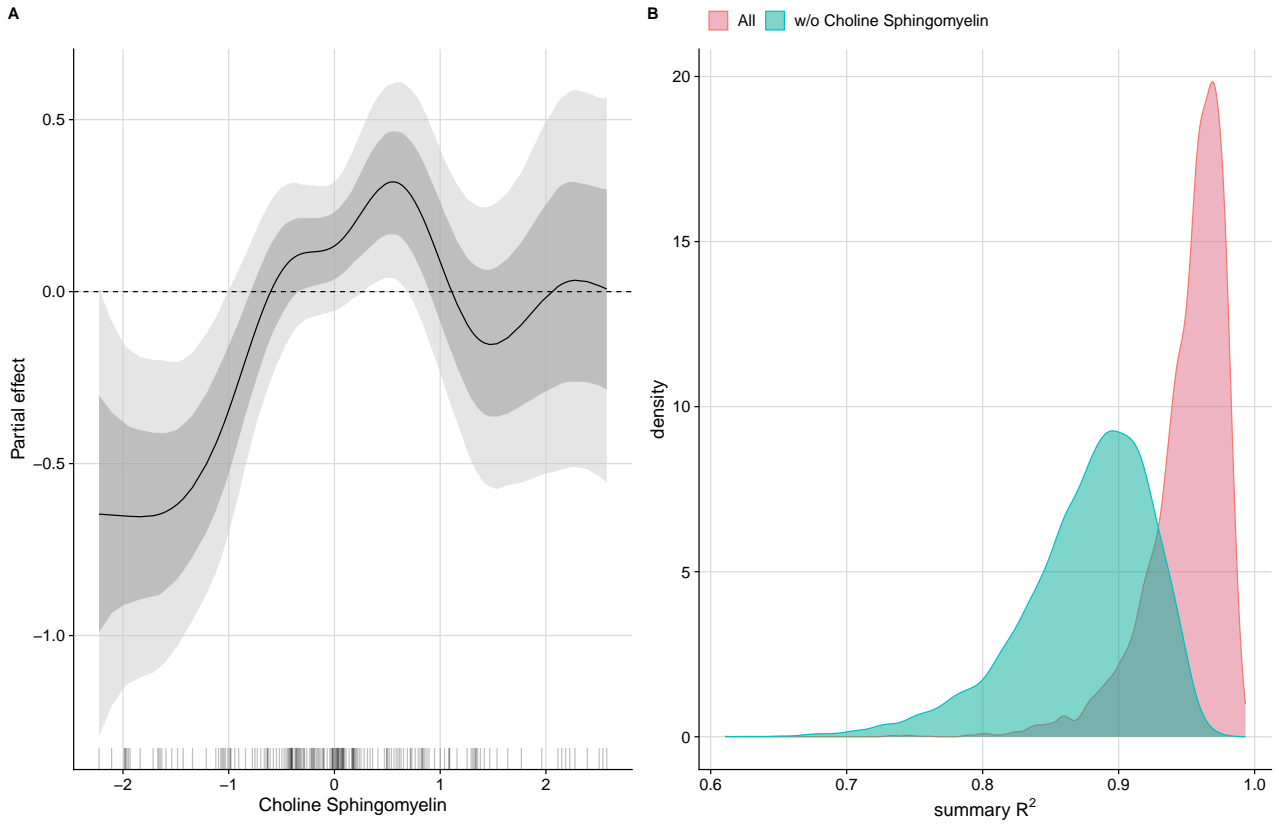 A
Partial effect
0.5
0.0
−0.5
−1.0
−2
−1
0
1
2
Choline Sphingomyelin
B
All
w/o Choline Sphingomyelin
density
20
15
10
5
0
0.6
0.7
0.8
0.9
1.0
summary R²